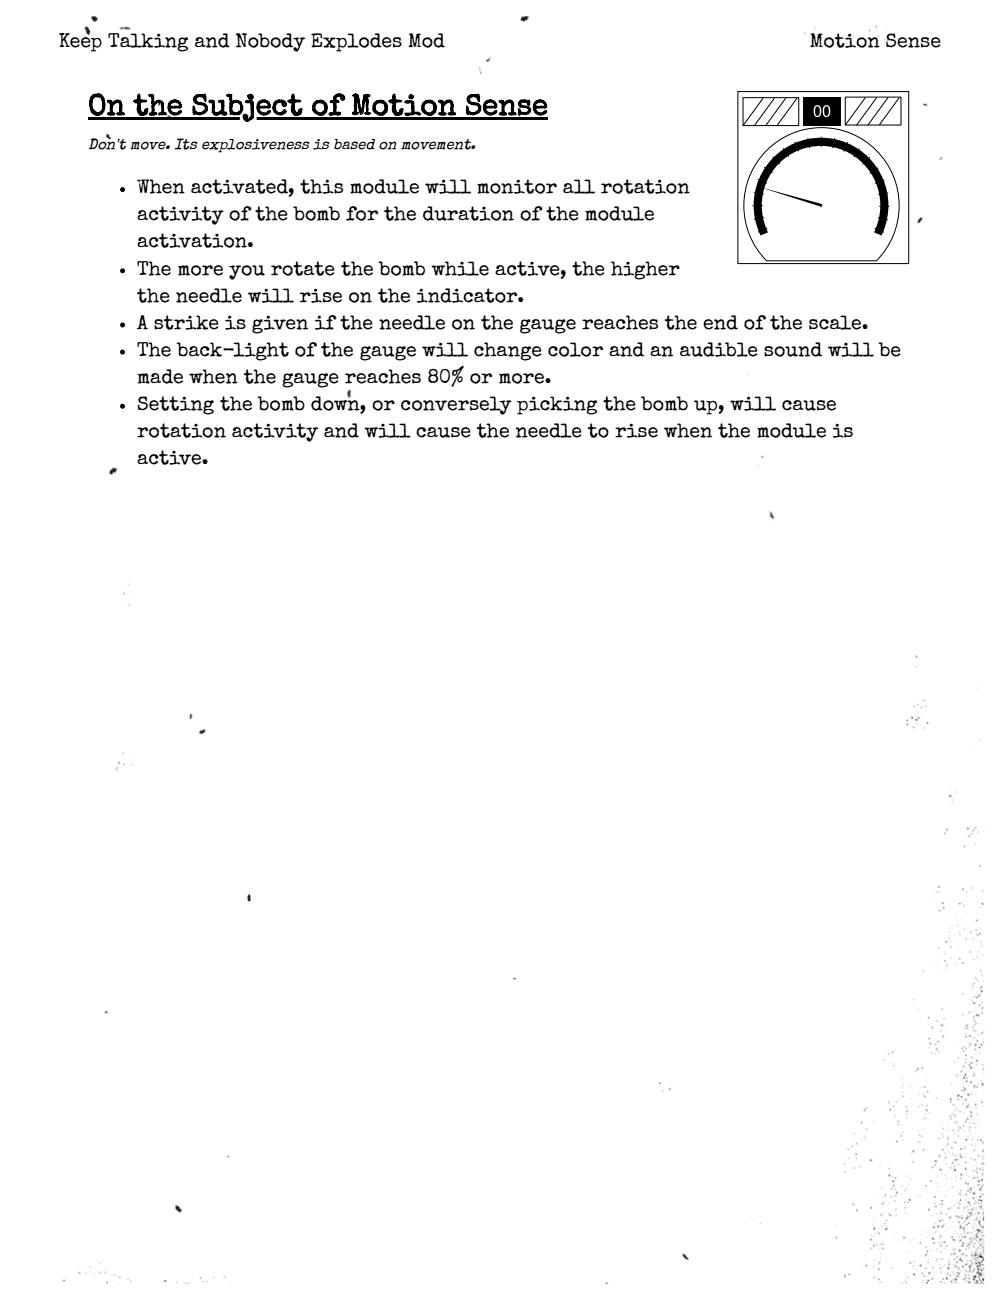 Keep Talking and Nobody Explodes Mod
Motion Sense
On the Subject of Motion Sense
00
Don't move. Its explosiveness is based on movement.
• When activated, this module will monitor all rotation
activity of the bomb for the duration of the module
activation.
• The more you rotate the bomb while active, the higher
the needle will rise on the indicator.
• A strike is given if the needle on the gauge reaches the end of the scale.
• The back-light of the gauge will change color and an audible sound will be
made when the gauge reaches 80% or more.
• Setting the bomb down, or conversely picking the bomb up, will cause
rotation activity and will cause the needle to rise when the module is
active.